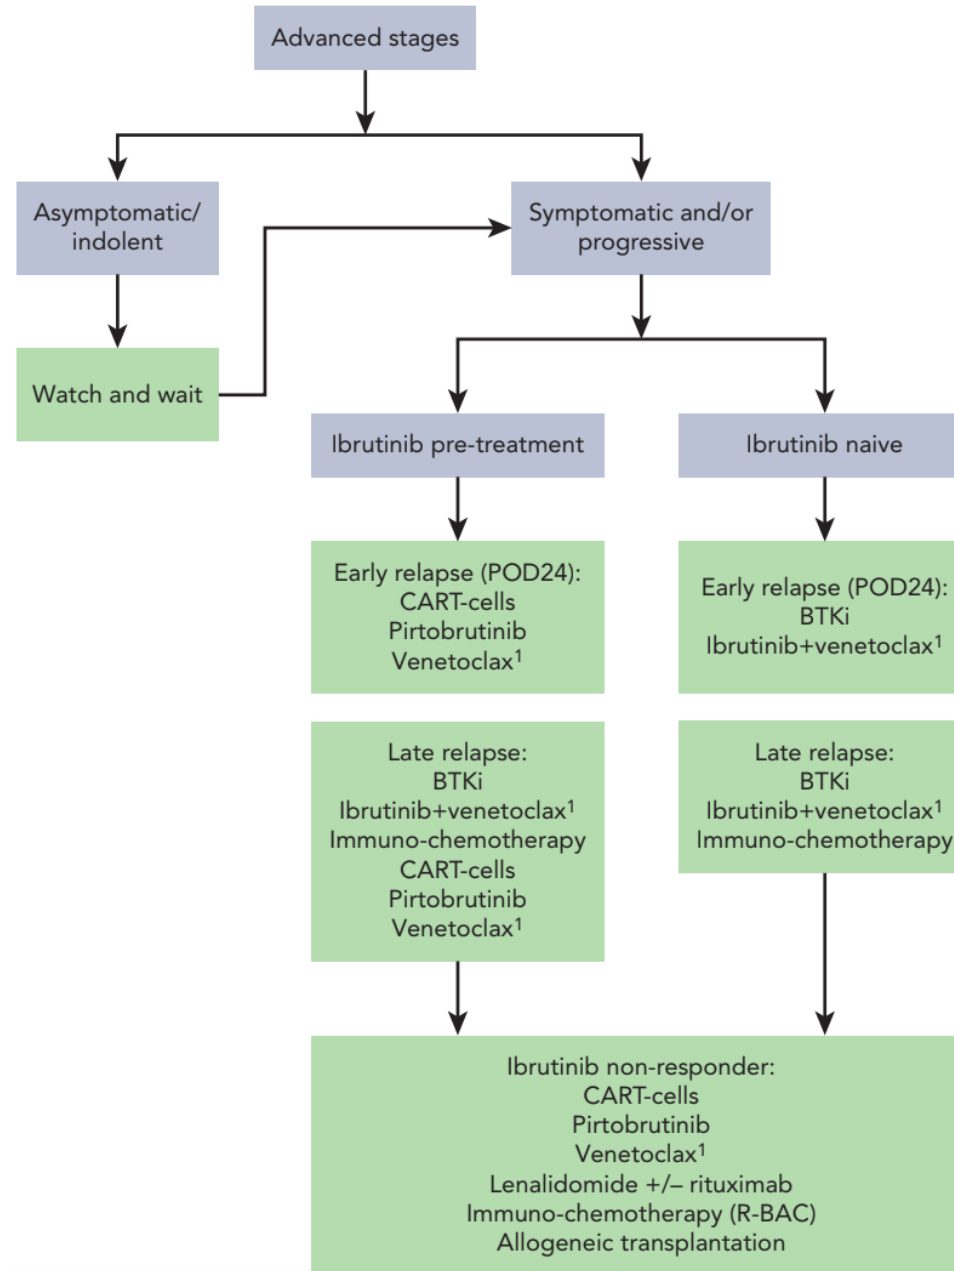 Advanced stages
Asymptomatic/
indolent
Symptomatic and/or
progressive
Watch and wait
Ibrutinib pre-treatment
Ibrutinib naive
Early relapse (POD24):
CART-cells
Pirtobrutinib
Venetoclax¹
Early relapse (POD24):
BTKi
Ibrutinib+venetoclax¹
Late relapse:
BTKi
Ibrutinib+venetoclax¹
Immuno-chemotherapy
CART-cells
Pirtobrutinib
Venetoclax¹
Late relapse:
BTKi
Ibrutinib+venetoclax¹
Immuno-chemotherapy
Ibrutinib non-responder:
CART-cells
Pirtobrutinib
Venetoclax¹
Lenalidomide +/– rituximab
Immuno-chemotherapy (R-BAC)
Allogeneic transplantation